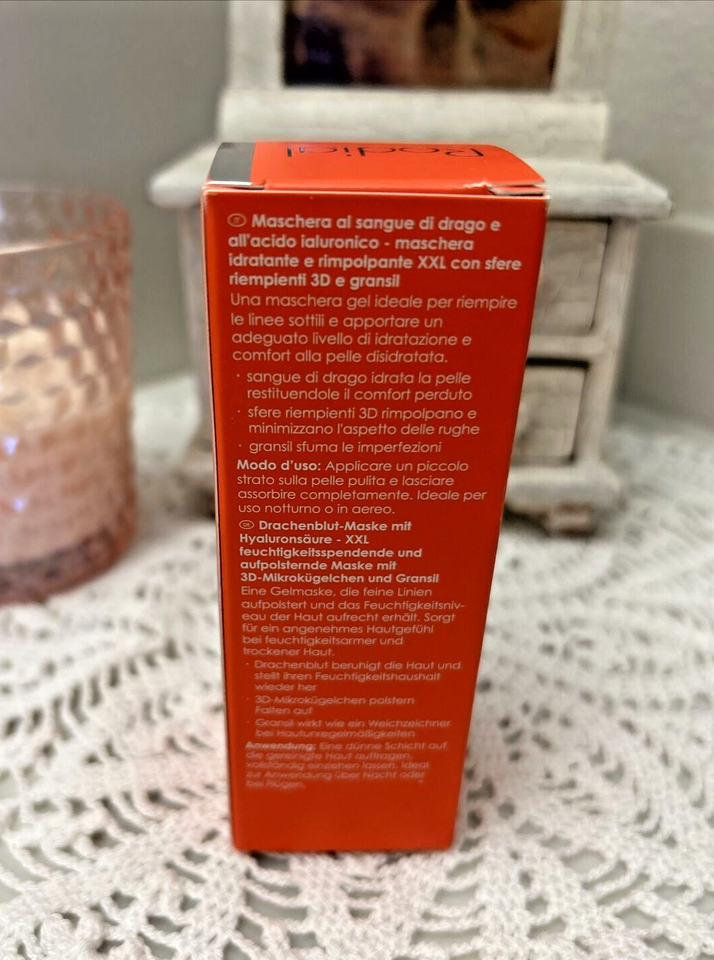 Rodial
IT Maschera al sangue di drago e
all'acido ialuronico - maschera
idratante e rimpolpante XXL con sfere
riempienti 3D e gransil
Una maschera gel ideale per riempire
le linee sottili e apportare un
adeguato livello di idratazione e
comfort alla pelle disidratata.
· sangue di drago idrata la pelle
restituendole il comfort perduto
· sfere riempienti 3D rimpolpano e
minimizzano l'aspetto delle rughe
· gransil sfuma le imperfezioni
Modo d'uso: Applicare un piccolo
strato sulla pelle pulita e lasciare
assorbire completamente. Ideale per
uso notturno o in aereo.
DE Drachenblut-Maske mit
Hyaluronsäure - XXL
feuchtigkeitsspendende und
aufpolsternde Maske mit
3D-Mikrokügelchen und Gransil
Eine Gelmaske, die feine Linien
aufpolstert und das Feuchtigkeitsniv-
eau der Haut aufrecht erhält. Sorgt
für ein angenehmes Hautgefühl
bei feuchtigkeitsarmer und
trockener Haut.
· Drachenblut beruhigt die Haut und
stellt ihren Feuchtigkeitshaushalt
wieder her
· 3D-Mikrokügelchen polstern
Falten auf
· Gransil wirkt wie ein Weichzeichner
bei Hautunregelmäßigkeiten
Anwendung: Eine dünne Schicht auf
die gereinigte Haut auftragen,
vollständig einziehen lassen. Ideal
zur Anwendung über Nacht oder
bei Flügen.